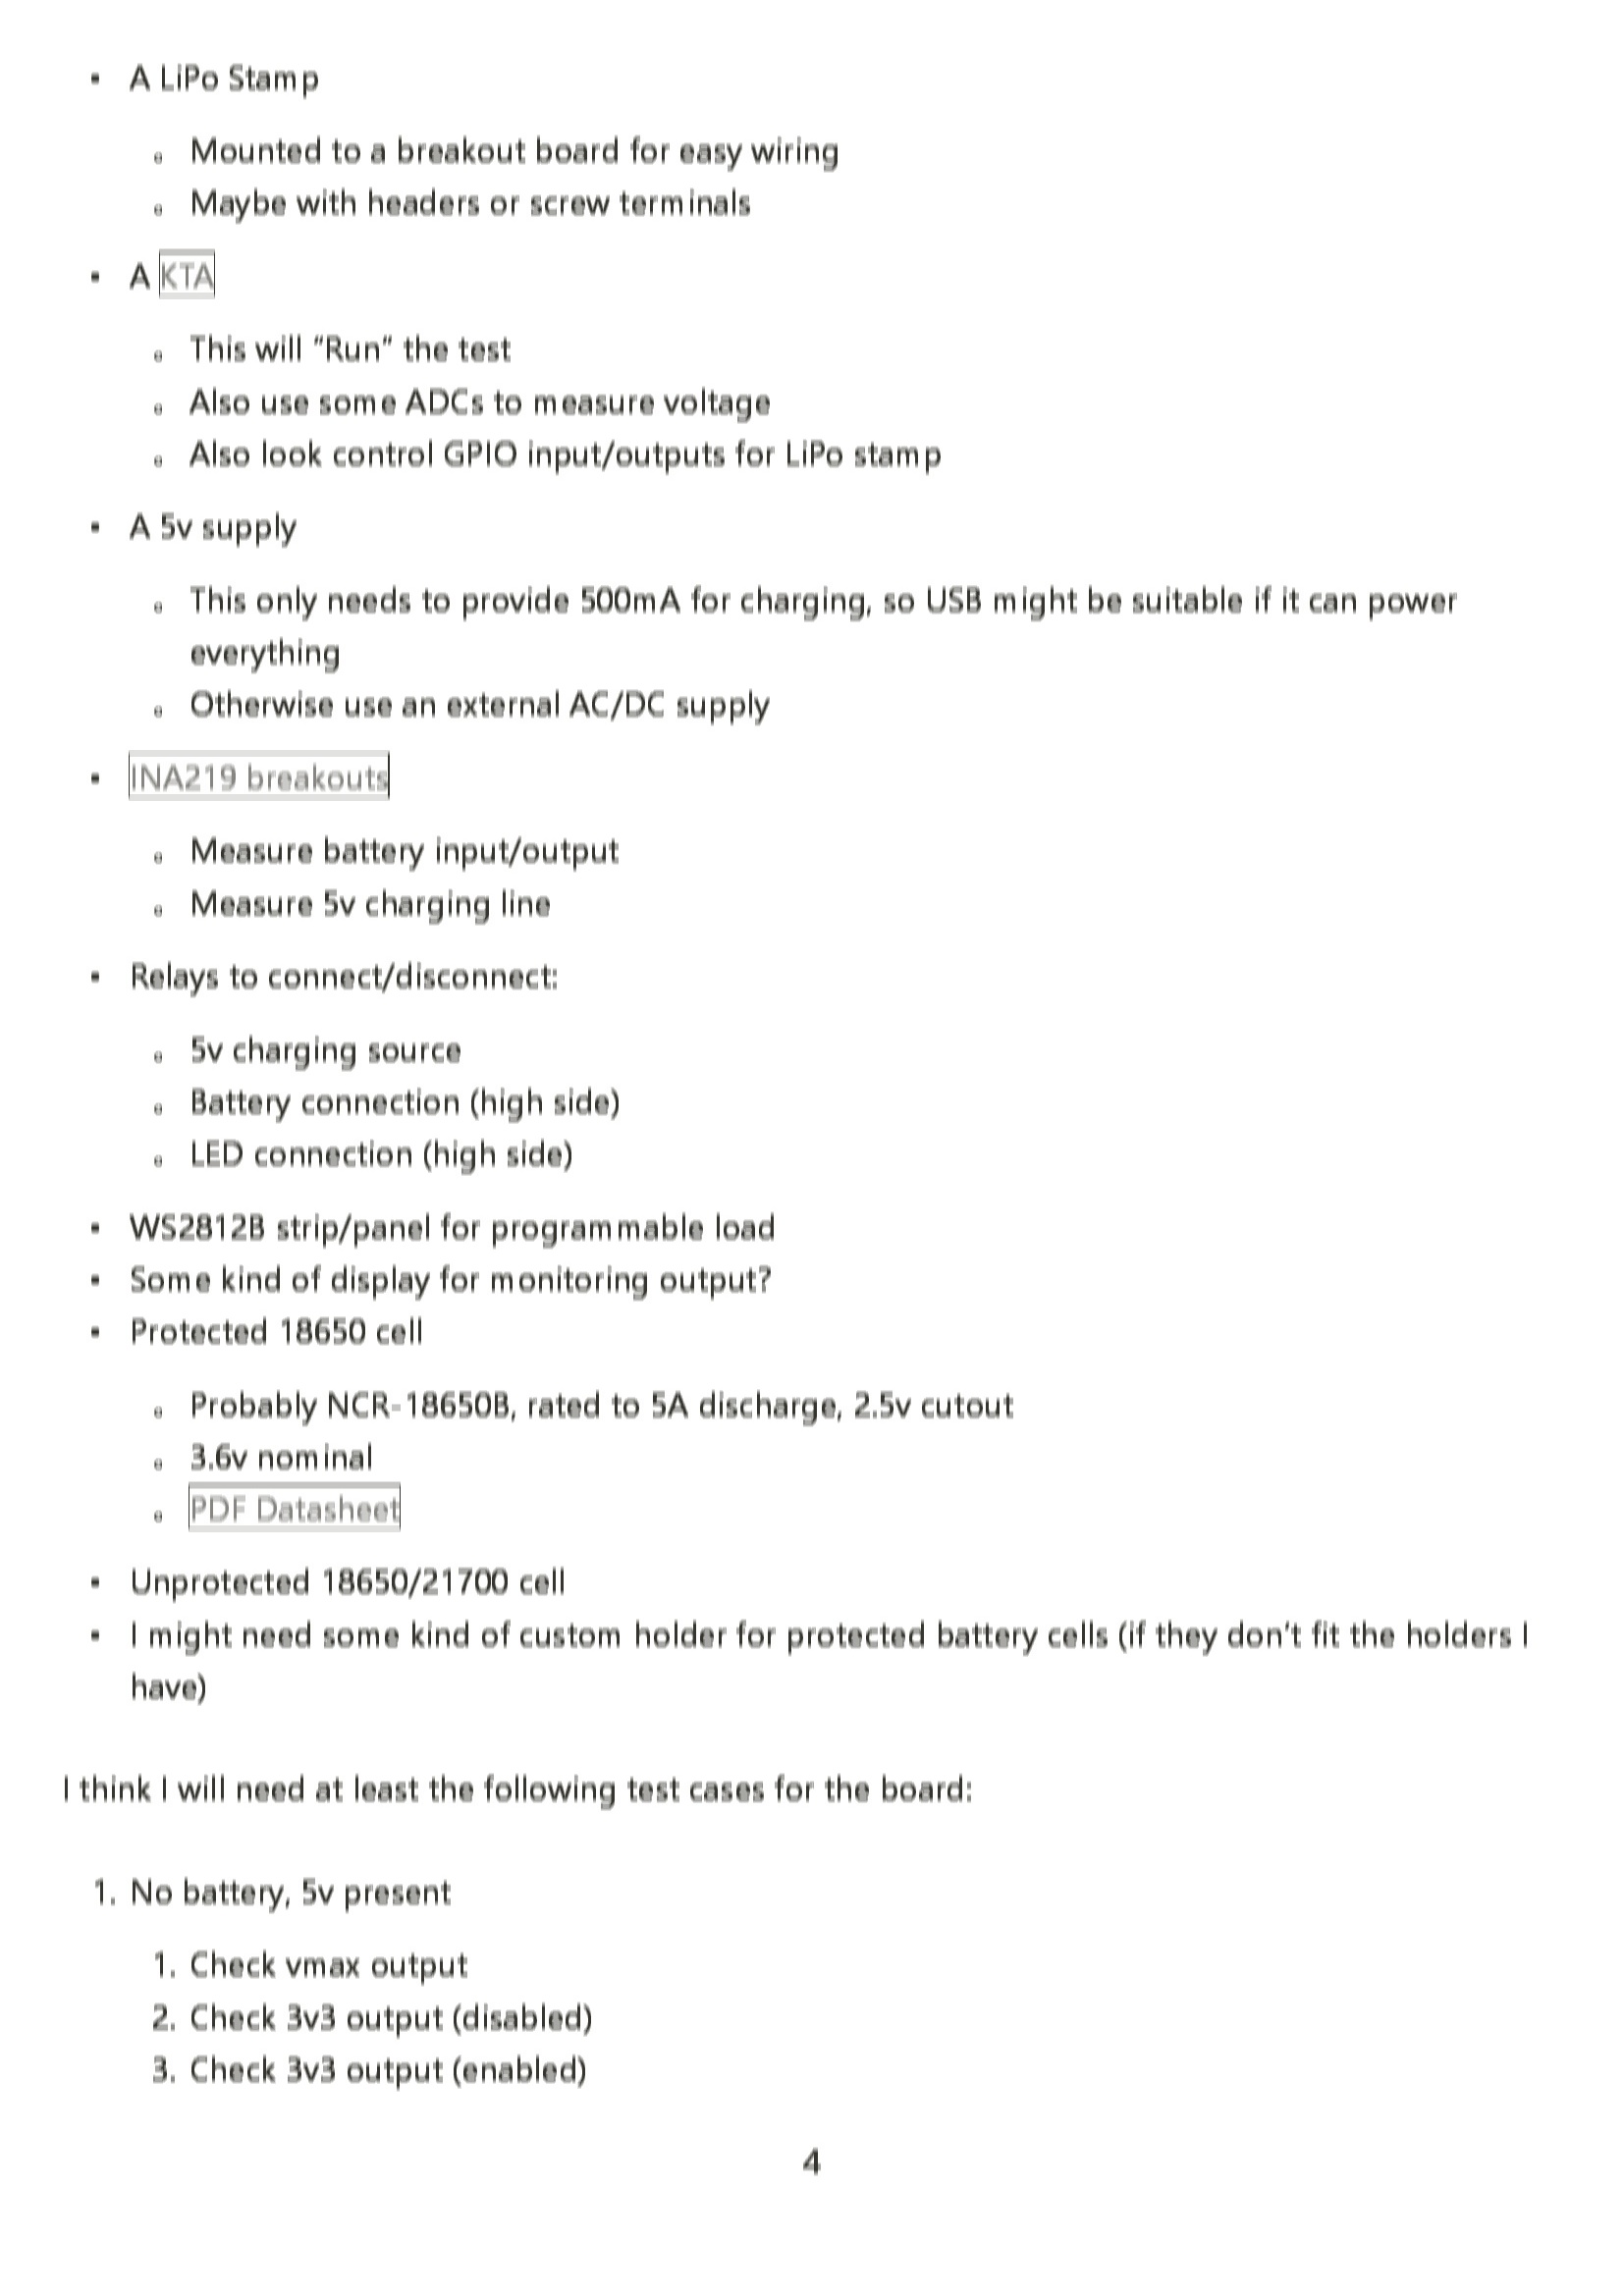 • A LiPo Stamp
o Mounted to a breakout board for easy wiring
o Maybe with headers or screw terminals
• A KTA
o This will “Run” the test
o Also use some ADCs to measure voltage
o Also look control GPIO input/outputs for LiPo stamp
• A 5v supply
o This only needs to provide 500mA for charging, so USB might be suitable if it can power
everything
o Otherwise use an external AC/DC supply
• INA219 breakouts
o Measure battery input/output
o Measure 5v charging line
• Relays to connect/disconnect:
o 5v charging source
o Battery connection (high side)
o LED connection (high side)
• WS2812B strip/panel for programmable load
• Some kind of display for monitoring output?
• Protected 18650 cell
o Probably NCR-18650B, rated to 5A discharge, 2.5v cutout
o 3.6v nominal
o PDF Datasheet
• Unprotected 18650/21700 cell
• I might need some kind of custom holder for protected battery cells (if they don’t fit the holders I
have)
I think I will need at least the following test cases for the board:
1. No battery, 5v present
1. Check vmax output
2. Check 3v3 output (disabled)
3. Check 3v3 output (enabled)
4